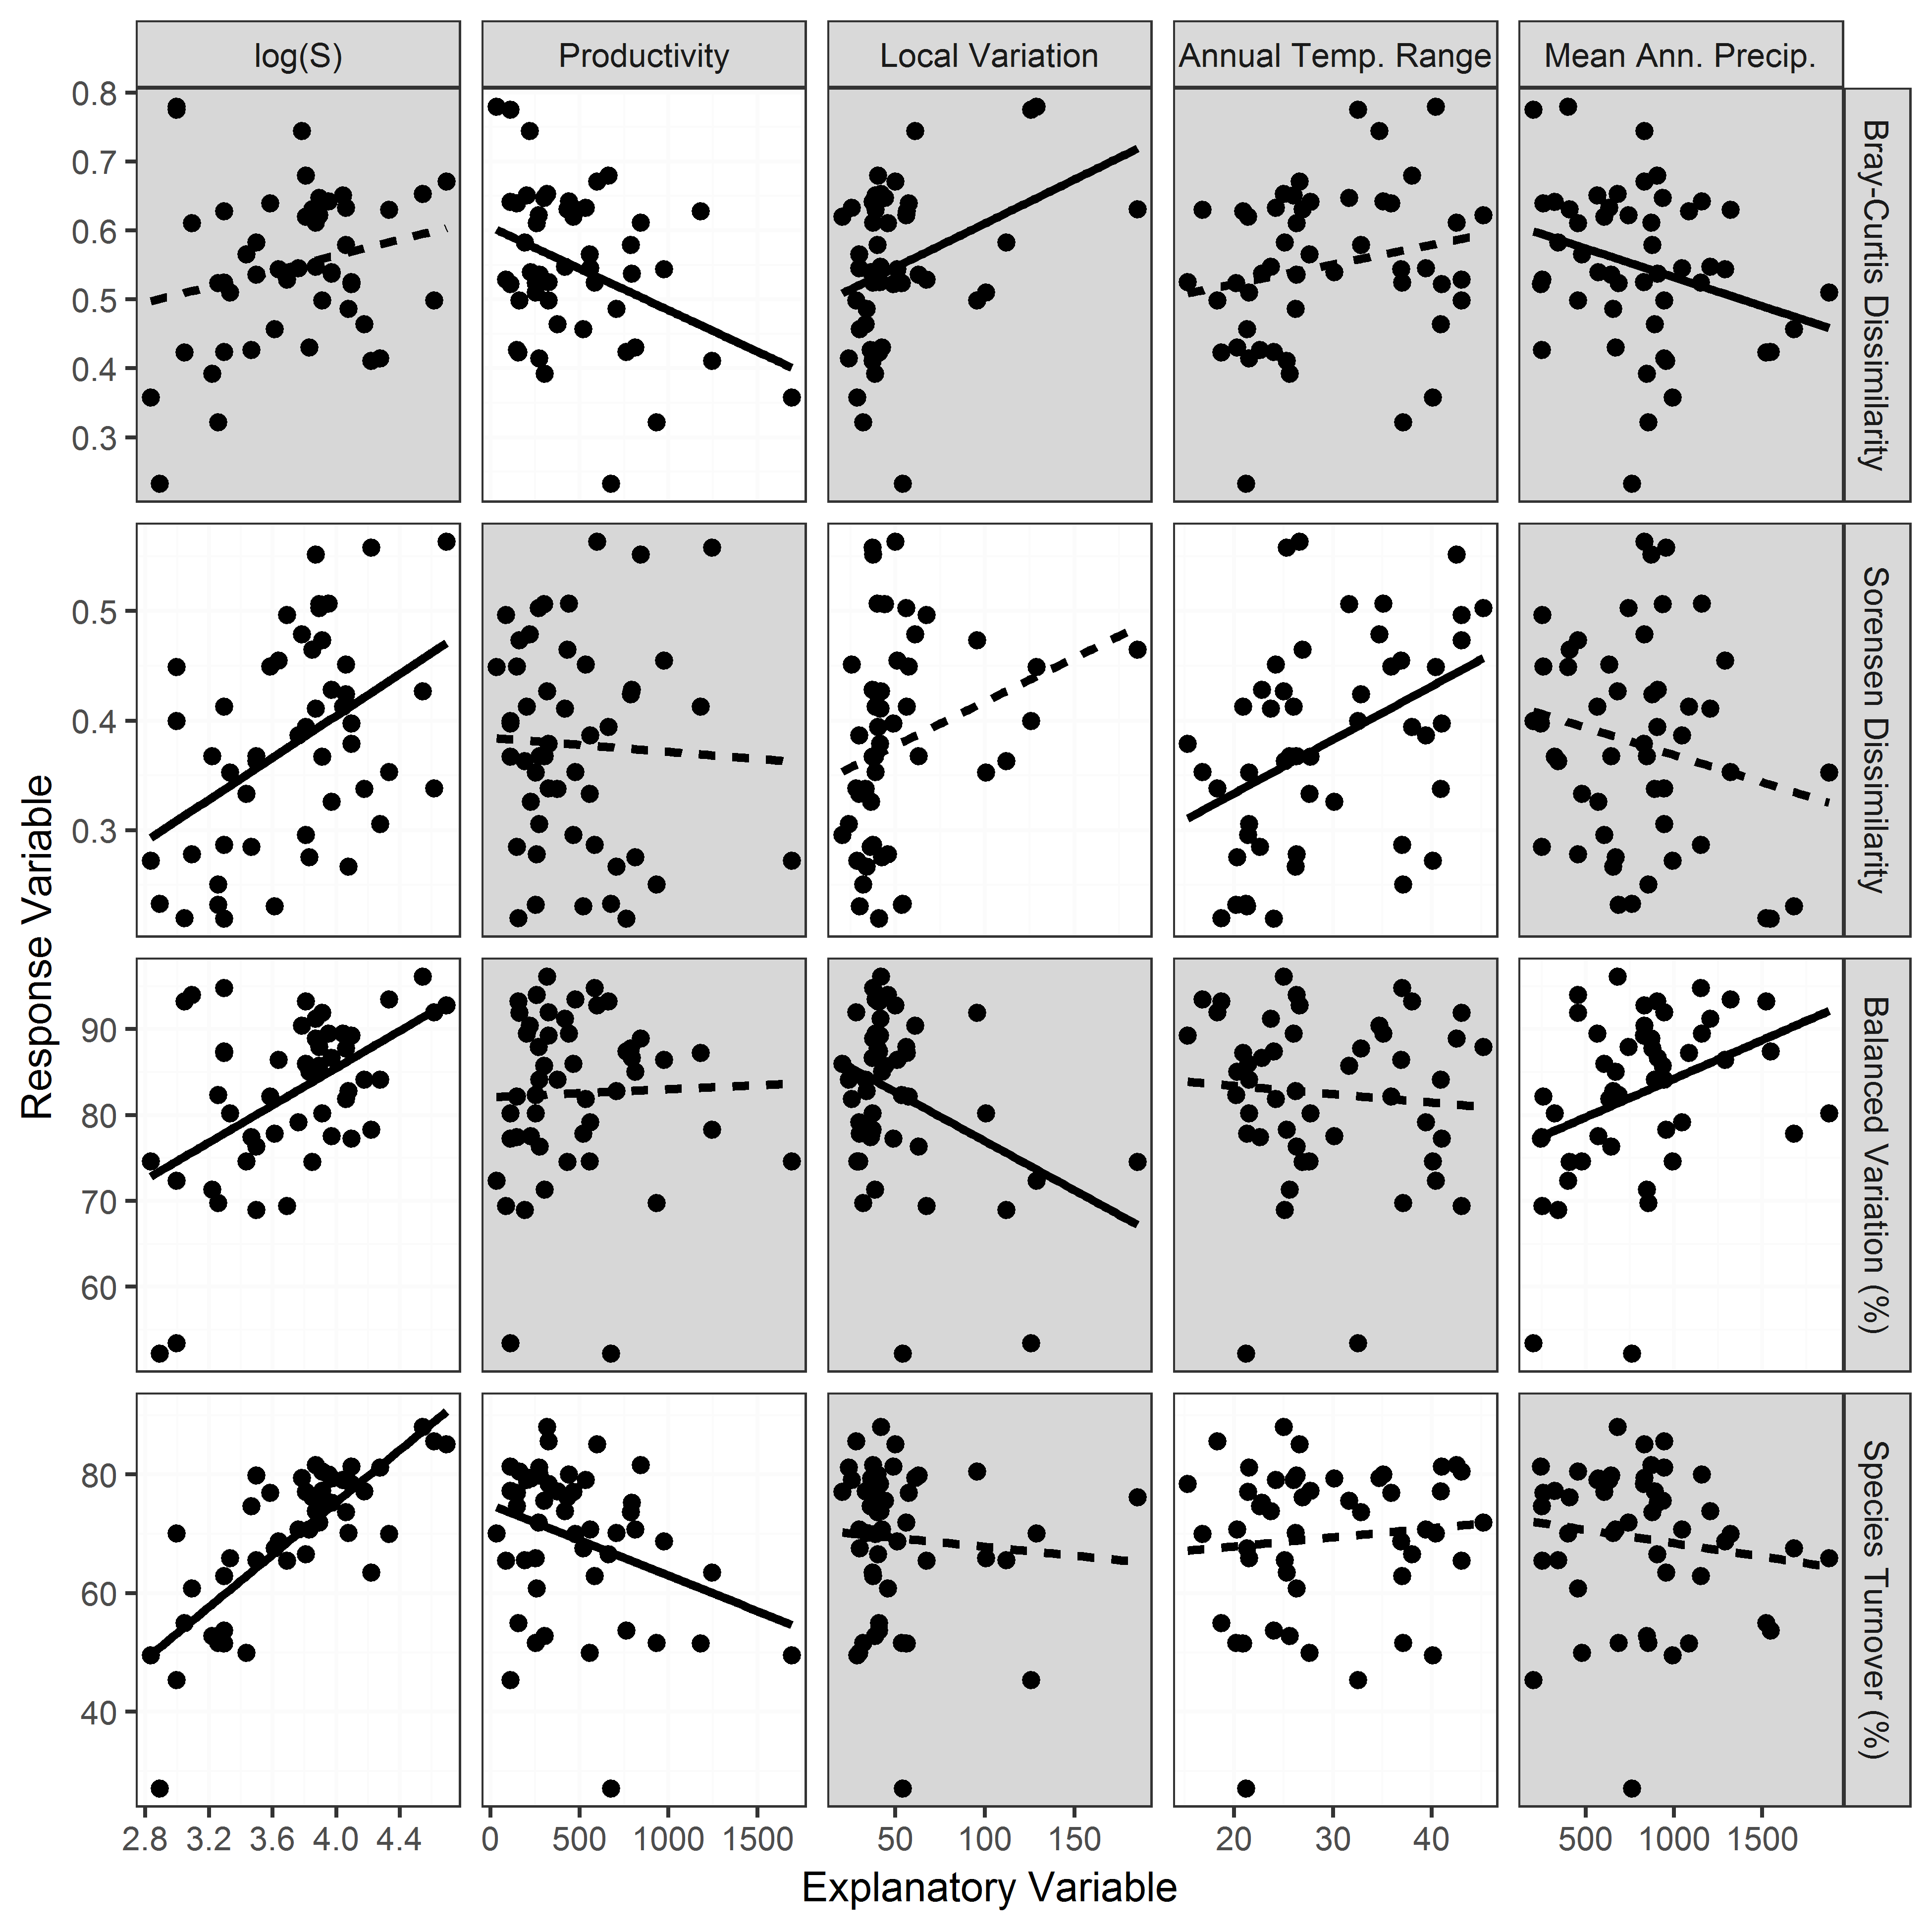 log(S) Productivity Local Variation Annual Temp. Range Mean Ann. Precip.
0.8
0.7
0.6
0.5
0.4
0.3
Bray-Curtis Dissimilarity
0.5
0.4
0.3
Sorensen Dissimilarity
90
80
70
60
Balanced Variation (%)
80
60
40
Species Turnover (%)
2.8 3.2 3.6 4.0 4.4 0 500 1000 1500 50 100 150 20 30 40 500 1000 1500
Explanatory Variable
Response Variable